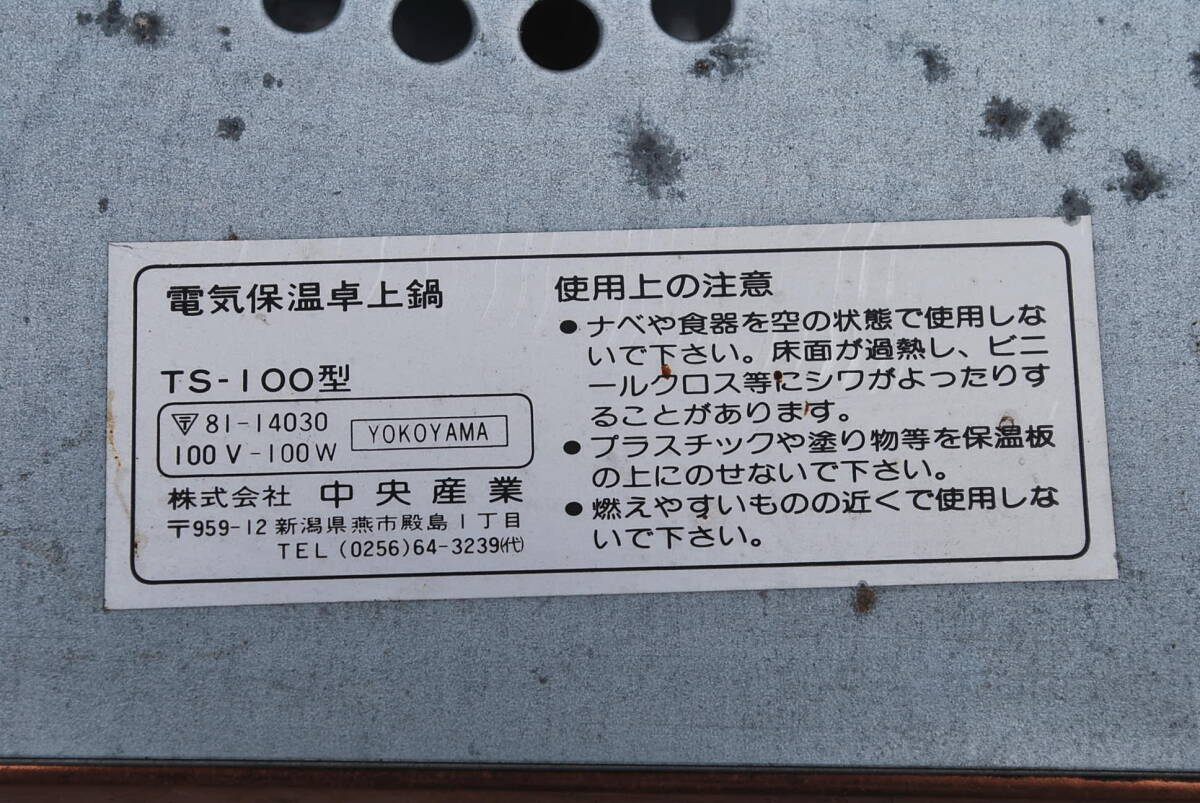 電気保温卓上鍋
TS-100型
〒 81-14030
100V-100W
YOKOYAMA
株式会社 中央産業
〒959-12 新潟県燕市殿島1丁目
TEL (0256)64-3239㈹
使用上の注意
●ナベや食器を空の状態で使用しな
いで下さい。床面が過熱し、ビニ
ールクロス等にシワがよったりす
ることがあります。
●プラスチックや塗り物等を保温板
の上にのせないで下さい。
●燃えやすいものの近くで使用しな
いで下さい。